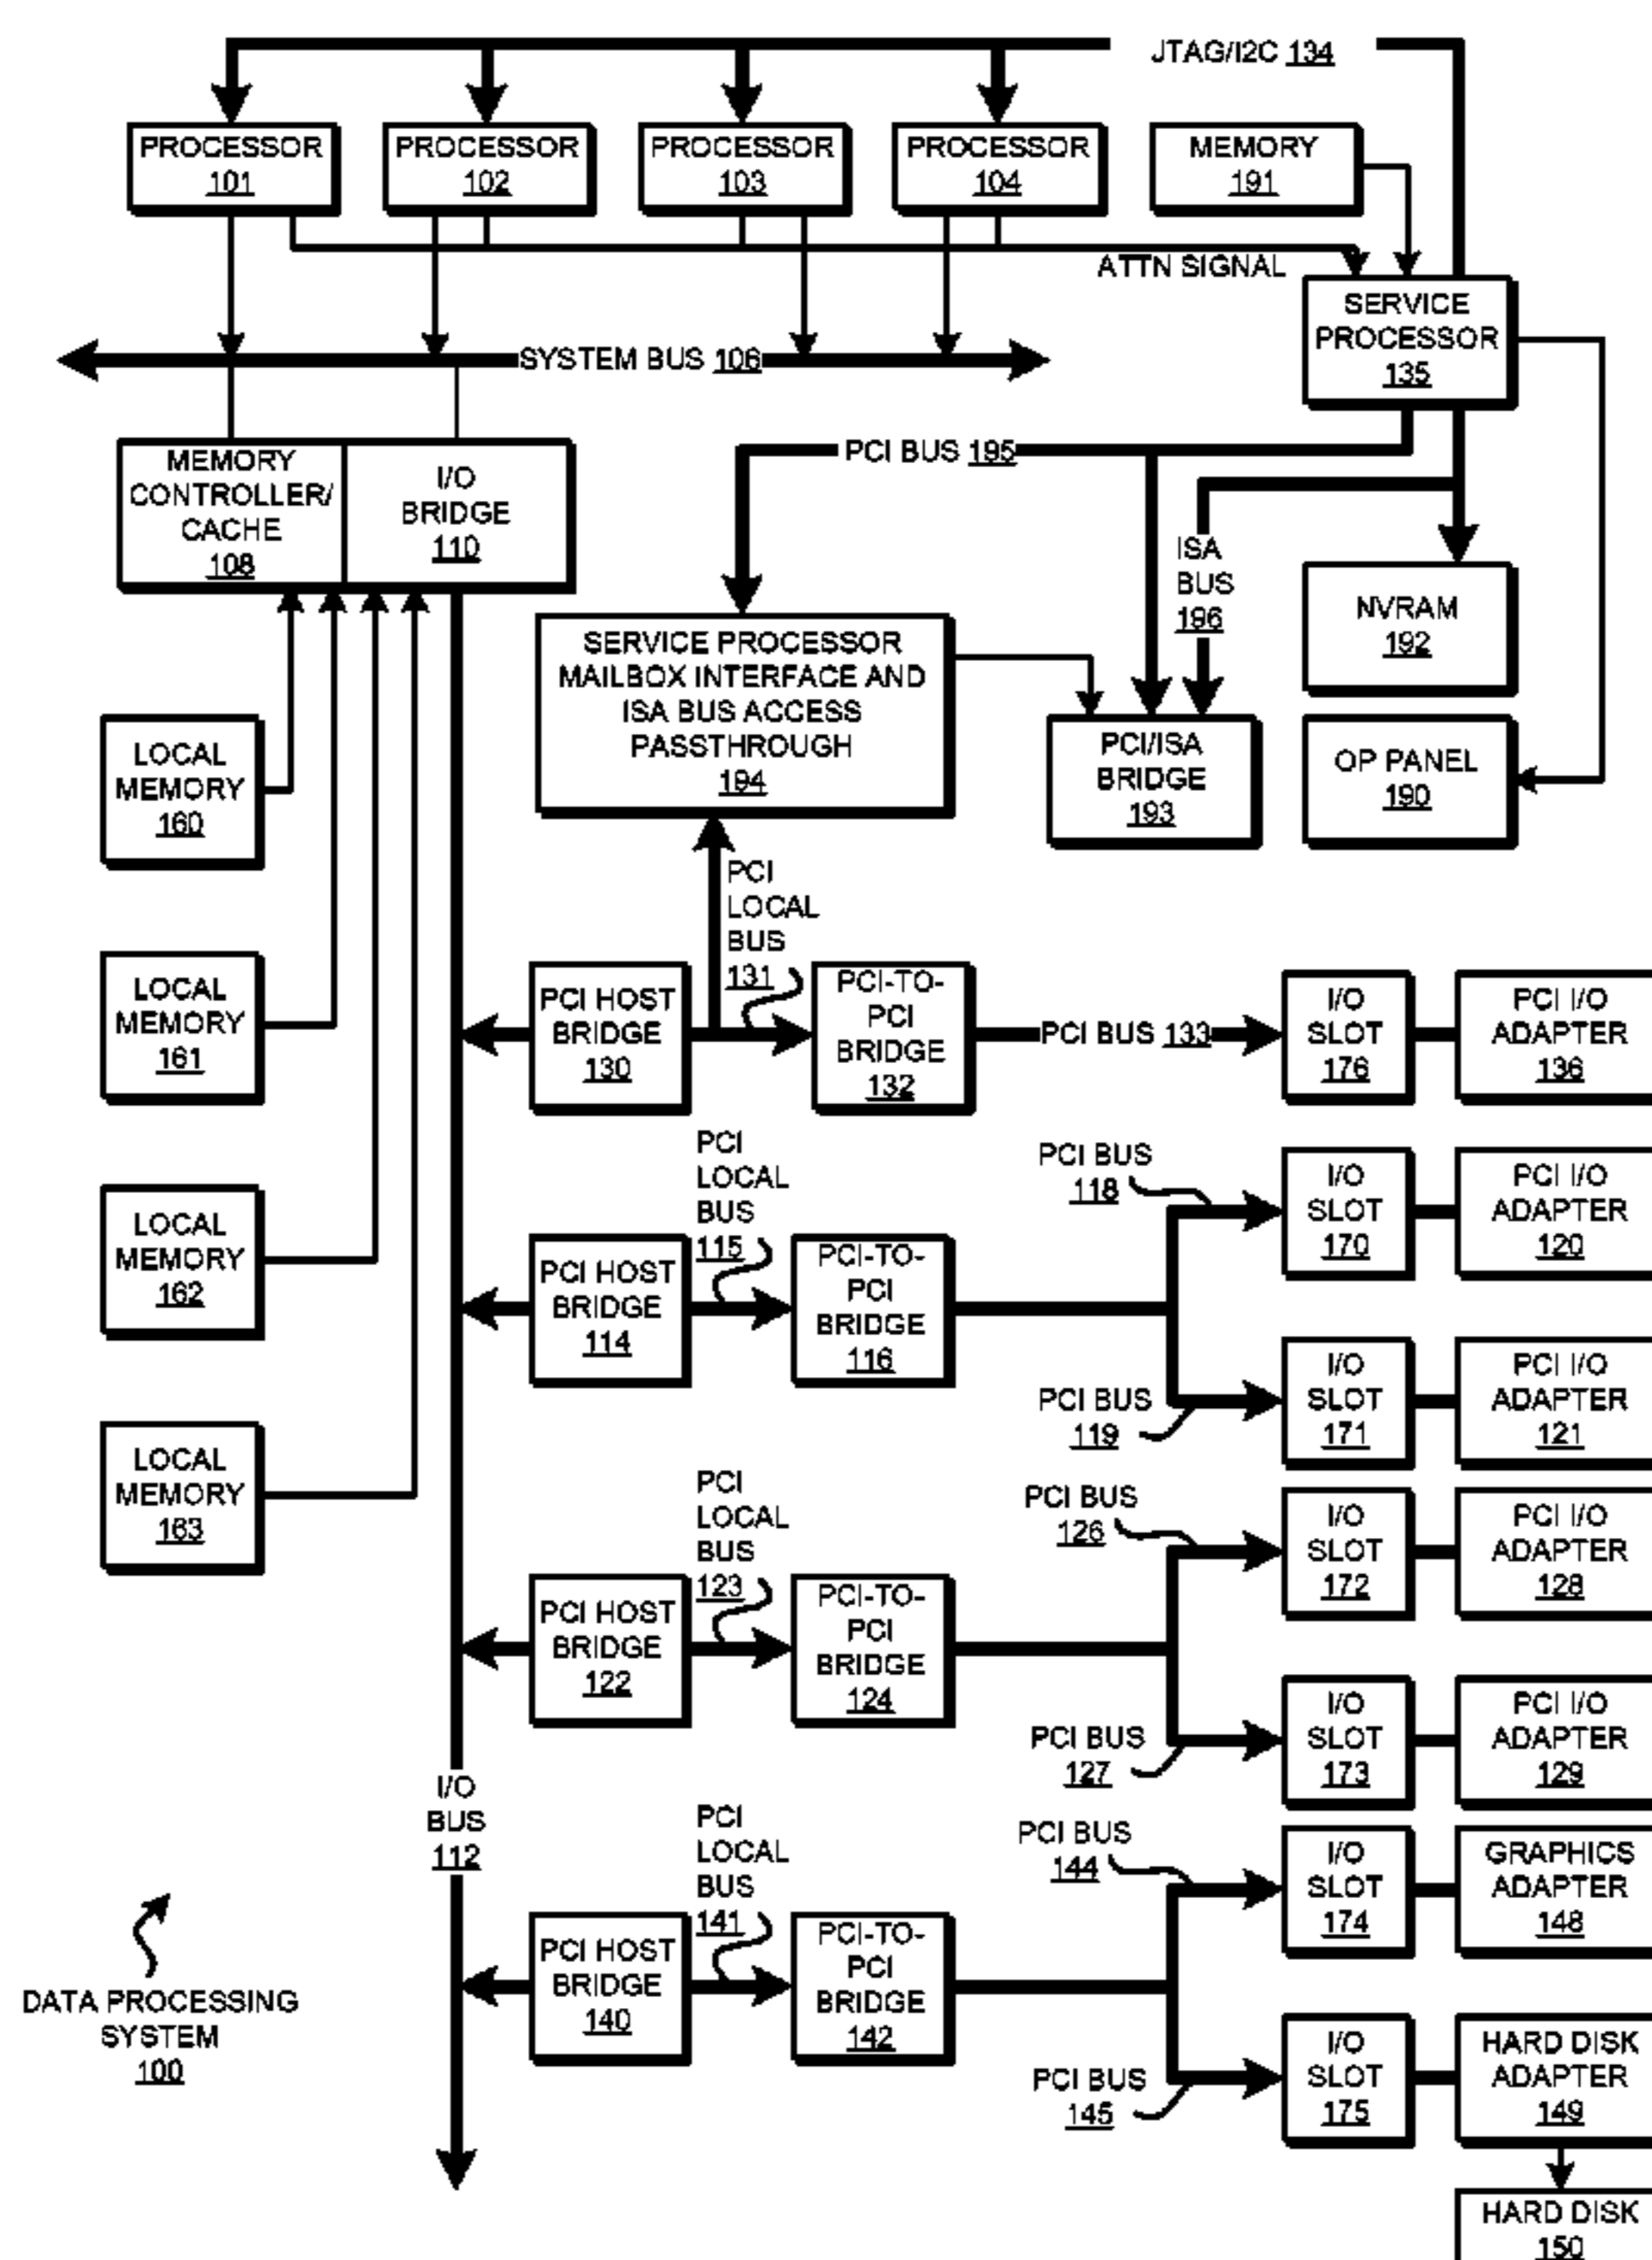 JTAG/I2C 134
PROCESSOR
101
PROCESSOR
102
PROCESSOR
103
PROCESSOR
104
MEMORY
191
ATTN SIGNAL
SERVICE
PROCESSOR
135
SYSTEM BUS 106
MEMORY
CONTROLLER/
CACHE
108
I/O
BRIDGE
110
PCI BUS 195
ISA
BUS
196
NVRAM
192
SERVICE PROCESSOR
MAILBOX INTERFACE AND
ISA BUS ACCESS
PASSTHROUGH
194
PCI/ISA
BRIDGE
193
OP PANEL
190
LOCAL
MEMORY
160
LOCAL
MEMORY
161
LOCAL
MEMORY
162
LOCAL
MEMORY
163
PCI
LOCAL
BUS
131
PCI HOST
BRIDGE
130
PCI-TO-
PCI
BRIDGE
132
PCI BUS 133
I/O
SLOT
176
PCI I/O
ADAPTER
136
PCI
LOCAL
BUS
115
PCI HOST
BRIDGE
114
PCI-TO-
PCI
BRIDGE
116
PCI BUS
118
I/O
SLOT
170
PCI I/O
ADAPTER
120
PCI BUS
119
I/O
SLOT
171
PCI I/O
ADAPTER
121
PCI
LOCAL
BUS
123
PCI HOST
BRIDGE
122
PCI-TO-
PCI
BRIDGE
124
PCI BUS
126
I/O
SLOT
172
PCI I/O
ADAPTER
128
PCI BUS
127
I/O
SLOT
173
PCI I/O
ADAPTER
129
I/O
BUS
112
PCI
LOCAL
BUS
141
PCI HOST
BRIDGE
140
PCI-TO-
PCI
BRIDGE
142
PCI BUS
144
I/O
SLOT
174
GRAPHICS
ADAPTER
148
PCI BUS
145
I/O
SLOT
175
HARD DISK
ADAPTER
149
HARD DISK
150
DATA PROCESSING
SYSTEM
100